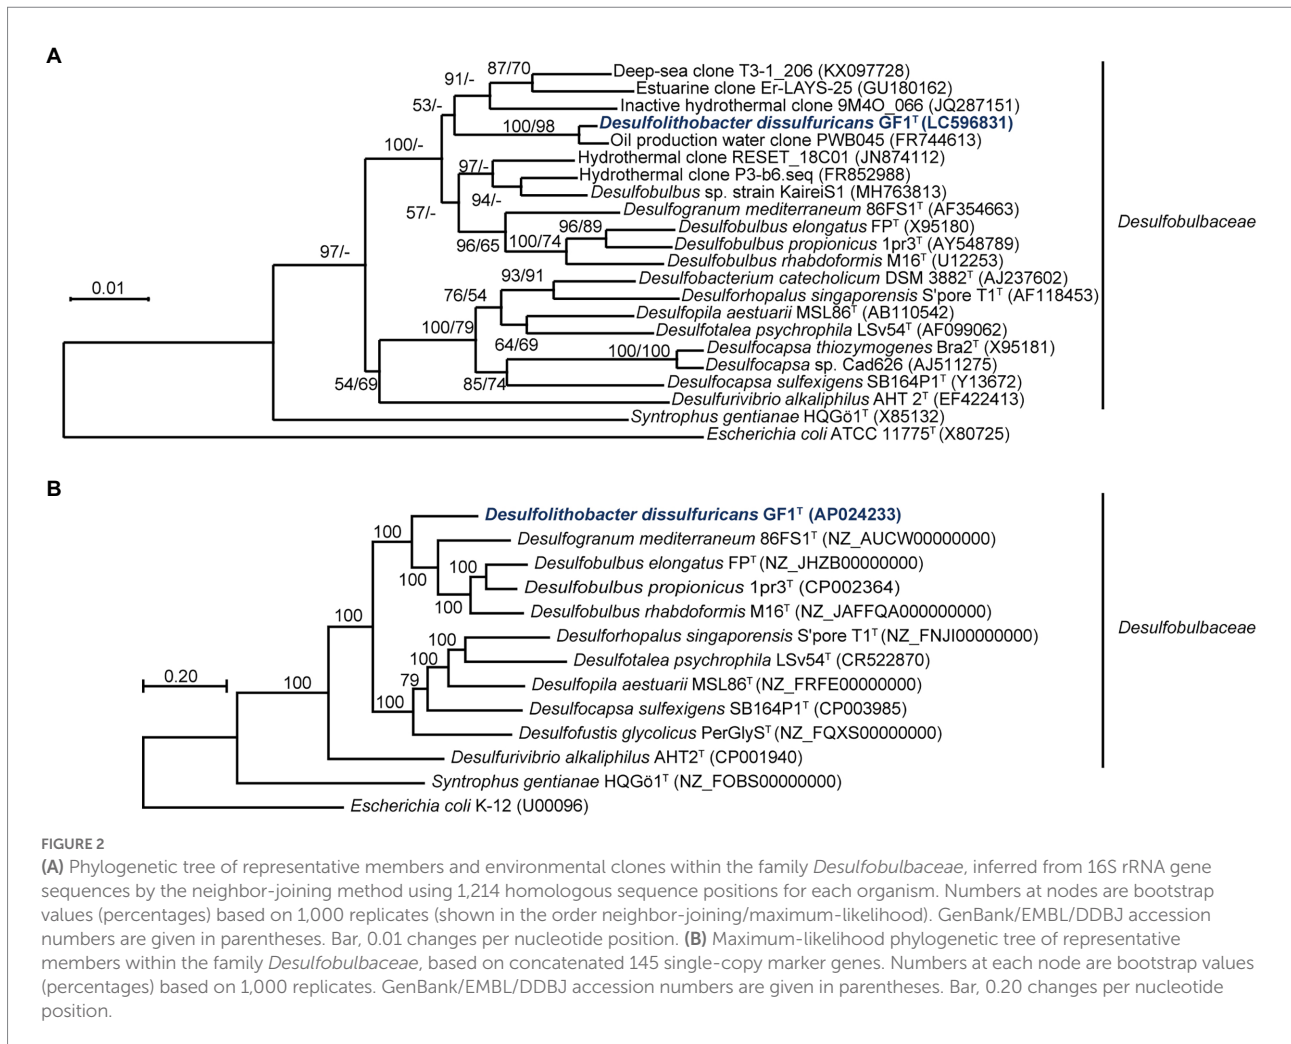 A
87/70
Deep-sea clone T3-1_206 (KX097728)
91/-
Estuarine clone Er-LAYS-25 (GU180162)
53/-
Inactive hydrothermal clone 9M4O_066 (JQ287151)
100/98
Desulfolithobacter dissulfuricans GF1ᵀ (LC596831)
Oil production water clone PWB045 (FR744613)
100/-
Hydrothermal clone RESET_18C01 (JN874112)
97/-
Hydrothermal clone P3-b6.seq (FR852988)
94/-
Desulfobulbus sp. strain KaireiS1 (MH763813)
57/-
Desulfogranum mediterraneum 86FS1ᵀ (AF354663)
Desulfobulbaceae
96/89
Desulfobulbus elongatus FPᵀ (X95180)
96/65
100/74
Desulfobulbus propionicus 1pr3ᵀ (AY548789)
97/-
Desulfobulbus rhabdoformis M16ᵀ (U12253)
93/91
Desulfobacterium catecholicum DSM 3882ᵀ (AJ237602)
0.01
76/54
Desulforhopalus singaporensis S'pore T1ᵀ (AF118453)
Desulfopila aestuarii MSL86ᵀ (AB110542)
100/79
Desulfotalea psychrophila LSv54ᵀ (AF099062)
64/69
100/100
Desulfocapsa thiozymogenes Bra2ᵀ (X95181)
Desulfocapsa sp. Cad626 (AJ511275)
54/69
85/74
Desulfocapsa sulfexigens SB164P1ᵀ (Y13672)
Desulfurivibrio alkaliphilus AHT 2ᵀ (EF422413)
Syntrophus gentianae HQGö1ᵀ (X85132)
Escherichia coli ATCC 11775ᵀ (X80725)
B
Desulfolithobacter dissulfuricans GF1ᵀ (AP024233)
100
Desulfogranum mediterraneum 86FS1ᵀ (NZ_AUCW00000000)
100
100
Desulfobulbus elongatus FPᵀ (NZ_JHZB00000000)
Desulfobulbus propionicus 1pr3ᵀ (CP002364)
100
Desulfobulbus rhabdoformis M16ᵀ (NZ_JAFFQA000000000)
100
Desulfobulbaceae
100
Desulforhopalus singaporensis S'pore T1ᵀ (NZ_FNJI00000000)
100
Desulfotalea psychrophila LSv54ᵀ (CR522870)
0.20
100
79
Desulfopila aestuarii MSL86ᵀ (NZ_FRFE00000000)
100
Desulfocapsa sulfexigens SB164P1ᵀ (CP003985)
Desulfofustis glycolicus PerGlySᵀ (NZ_FQXS00000000)
Desulfurivibrio alkaliphilus AHT2ᵀ (CP001940)
Syntrophus gentianae HQGö1ᵀ (NZ_FOBS00000000)
Escherichia coli K-12 (U00096)
FIGURE 2
(A) Phylogenetic tree of representative members and environmental clones within the family Desulfobulbaceae, inferred from 16S rRNA gene
sequences by the neighbor-joining method using 1,214 homologous sequence positions for each organism. Numbers at nodes are bootstrap
values (percentages) based on 1,000 replicates (shown in the order neighbor-joining/maximum-likelihood). GenBank/EMBL/DDBJ accession
numbers are given in parentheses. Bar, 0.01 changes per nucleotide position. (B) Maximum-likelihood phylogenetic tree of representative
members within the family Desulfobulbaceae, based on concatenated 145 single-copy marker genes. Numbers at each node are bootstrap values
(percentages) based on 1,000 replicates. GenBank/EMBL/DDBJ accession numbers are given in parentheses. Bar, 0.20 changes per nucleotide
position.